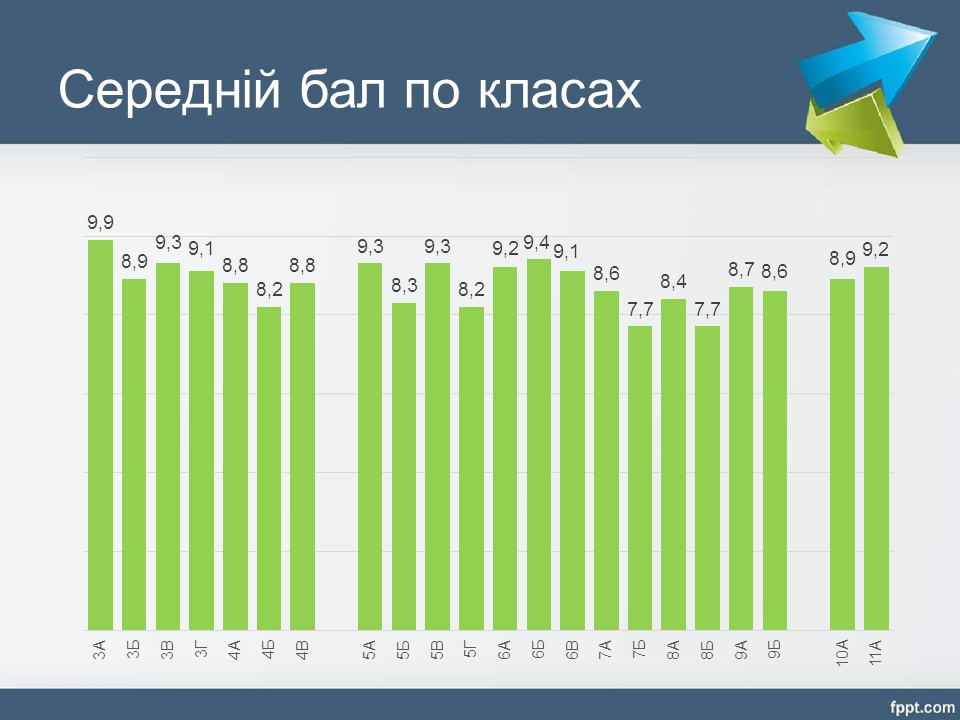 Середній бал по класах
9,9 8,9 9,3 9,1 8,8 8,2 8,8 9,3 8,3 9,3 8,2 9,2 9,4 9,1 8,6 7,7 8,4 7,7 8,7 8,6 8,9 9,2
3А 3Б 3В 3Г 4А 4Б 4В 5А 5Б 5В 5Г 6А 6Б 6В 7А 7Б 8А 8Б 9А 9Б 10А 11А
fppt.com